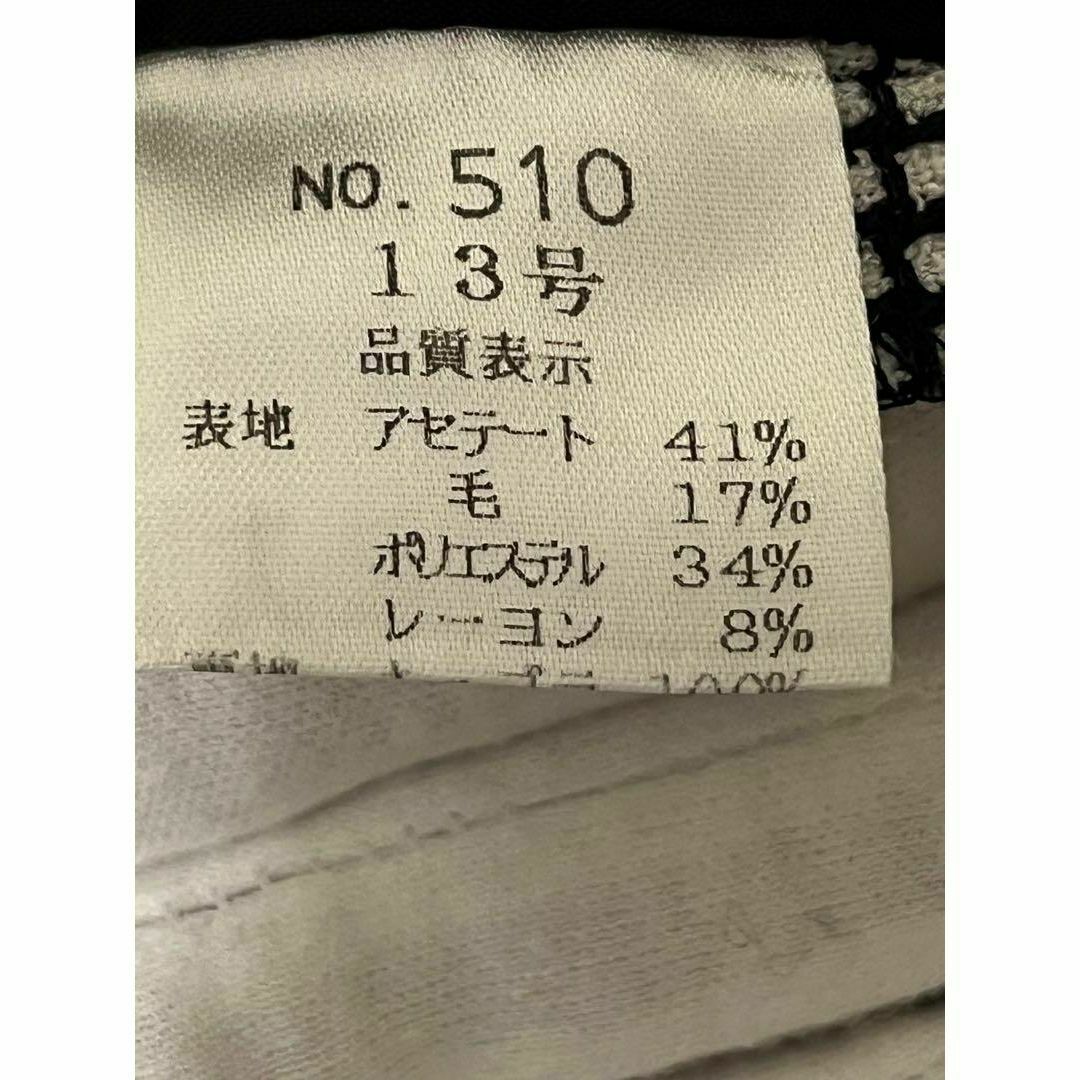 NO. 510
13号
品質表示
表地 アセテート 41%
毛 17%
ポリエステル 34%
レーヨン 8%
100%